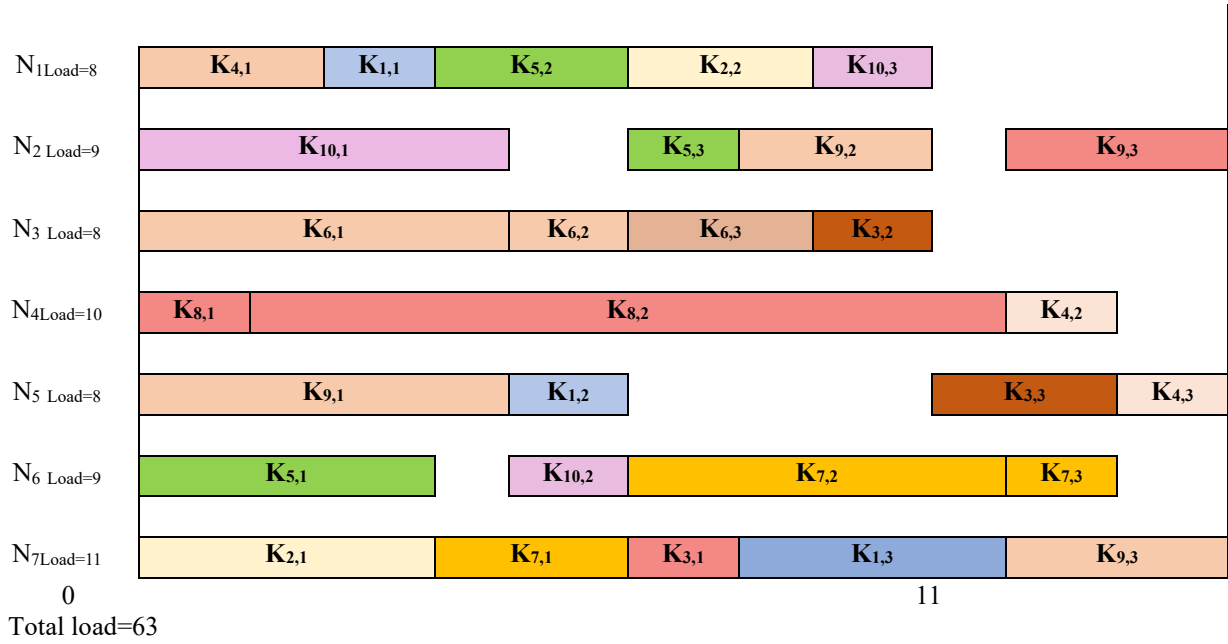 N1Load=8 K4,1 K1,1 K5,2 K2,2 K10,3
N2 Load=9 K10,1 K5,3 K9,2 K9,3
N3 Load=8 K6,1 K6,2 K6,3 K3,2
N4Load=10 K8,1 K8,2 K4,2
N5 Load=8 K9,1 K1,2 K3,3 K4,3
N6 Load=9 K5,1 K10,2 K7,2 K7,3
N7Load=11 K2,1 K7,1 K3,1 K1,3 K9,3
0 11
Total load=63